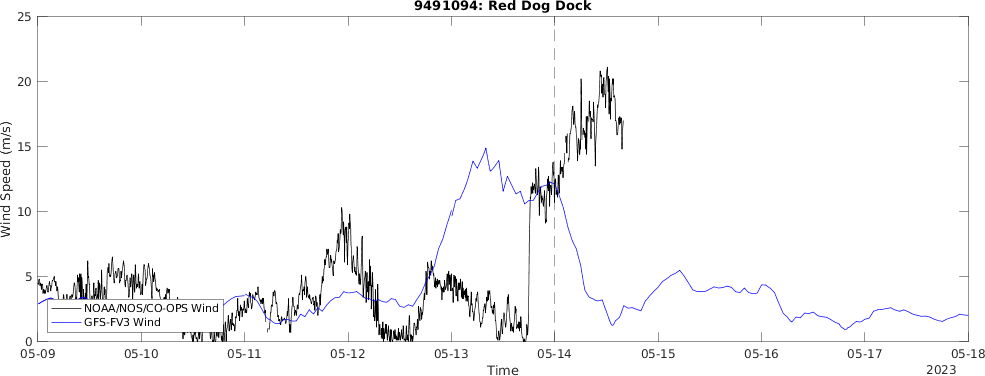 9491094: Red Dog Dock
Wind Speed (m/s)
25
20
15
10
5
0
NOAA/NOS/CO-OPS Wind
GFS-FV3 Wind
05-09 05-10 05-11 05-12 05-13 05-14 05-15 05-16 05-17 05-18
Time
2023